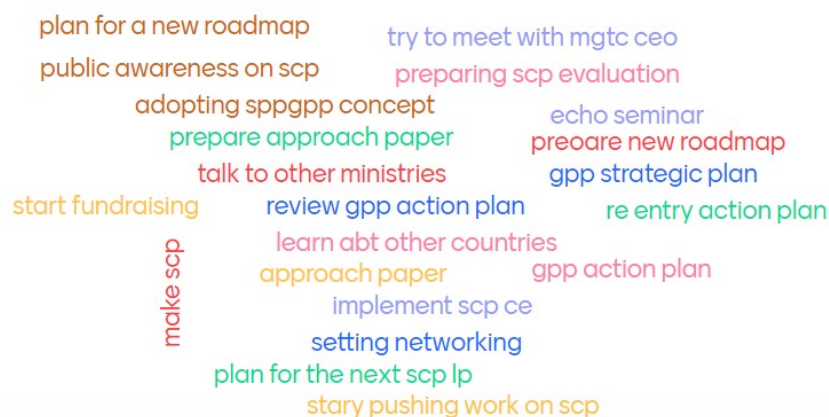 plan for a new roadmap
try to meet with mgtc ceo
public awareness on scp
preparing scp evaluation
adopting sppgpp concept
echo seminar
prepare approach paper
preoare new roadmap
talk to other ministries
gpp strategic plan
start fundraising
review gpp action plan
re entry action plan
learn abt other countries
make scp
approach paper
gpp action plan
implement scp ce
setting networking
plan for the next scp lp
stary pushing work on scp